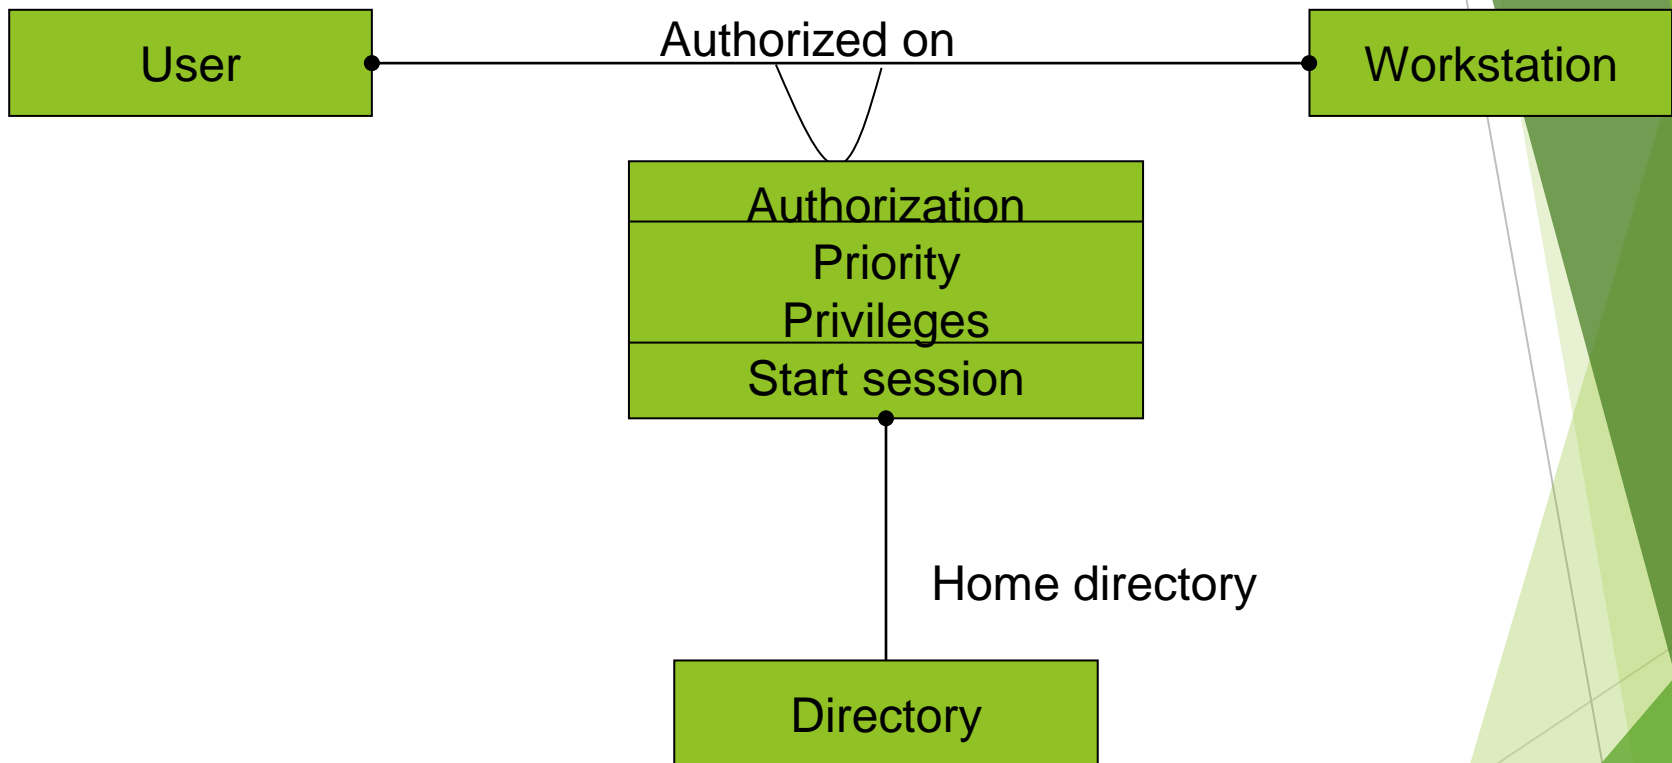 User
Authorized on
Workstation
Authorization
Priority
Privileges
Start session
Home directory
Directory